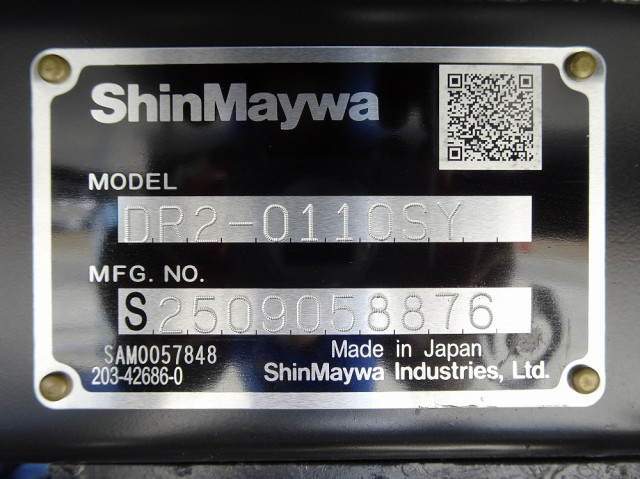 ShinMaywa
MODEL
DR2-0110SY
MFG. NO.
S2509058876
SAM0057848
203-42686-0
Made in Japan
ShinMaywa Industries, Ltd.